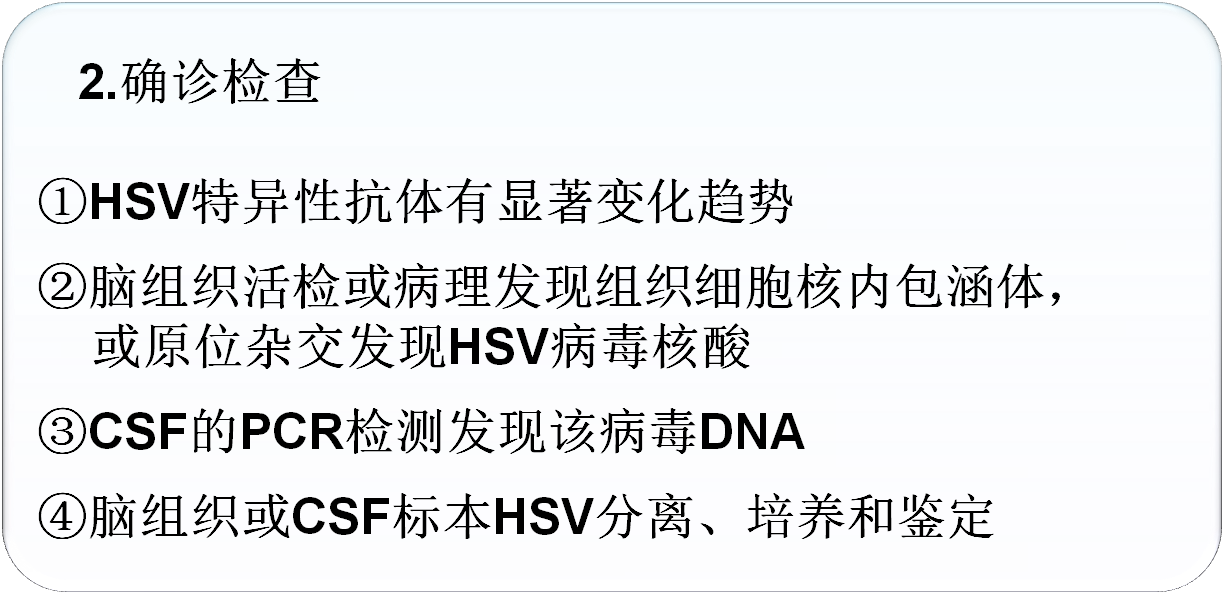 2.确诊检查
①HSV特异性抗体有显著变化趋势
②脑组织活检或病理发现组织细胞核内包涵体，
或原位杂交发现HSV病毒核酸
③CSF的PCR检测发现该病毒DNA
④脑组织或CSF标本HSV分离、培养和鉴定